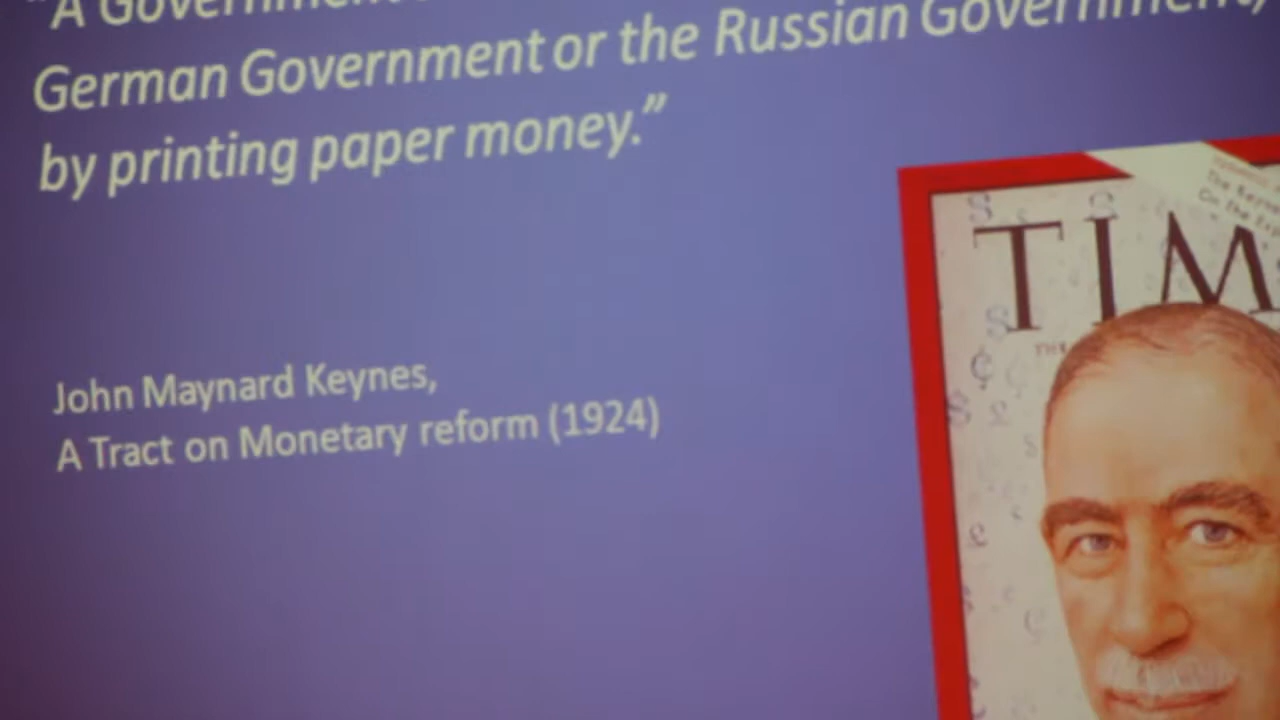 "A Government
German Government or the Russian Government,
by printing paper money."
John Maynard Keynes,
A Tract on Monetary reform (1924)
TIM